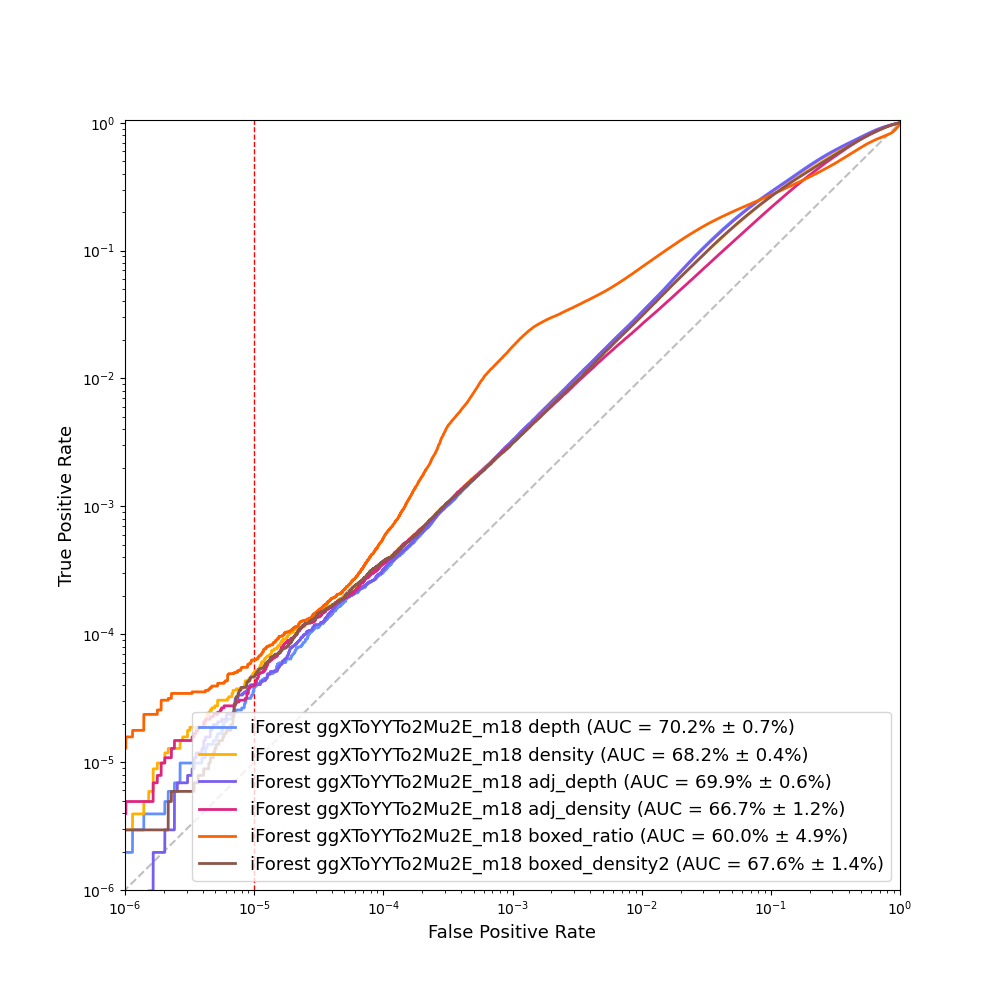 10⁰
10⁻¹
10⁻²
10⁻³
10⁻⁴
10⁻⁵
10⁻⁶
True Positive Rate
iForest ggXToYYTo2Mu2E_m18 depth (AUC = 70.2% ± 0.7%)
iForest ggXToYYTo2Mu2E_m18 density (AUC = 68.2% ± 0.4%)
iForest ggXToYYTo2Mu2E_m18 adj_depth (AUC = 69.9% ± 0.6%)
iForest ggXToYYTo2Mu2E_m18 adj_density (AUC = 66.7% ± 1.2%)
iForest ggXToYYTo2Mu2E_m18 boxed_ratio (AUC = 60.0% ± 4.9%)
iForest ggXToYYTo2Mu2E_m18 boxed_density2 (AUC = 67.6% ± 1.4%)
10⁻⁶ 10⁻⁵ 10⁻⁴ 10⁻³ 10⁻² 10⁻¹ 10⁰
False Positive Rate